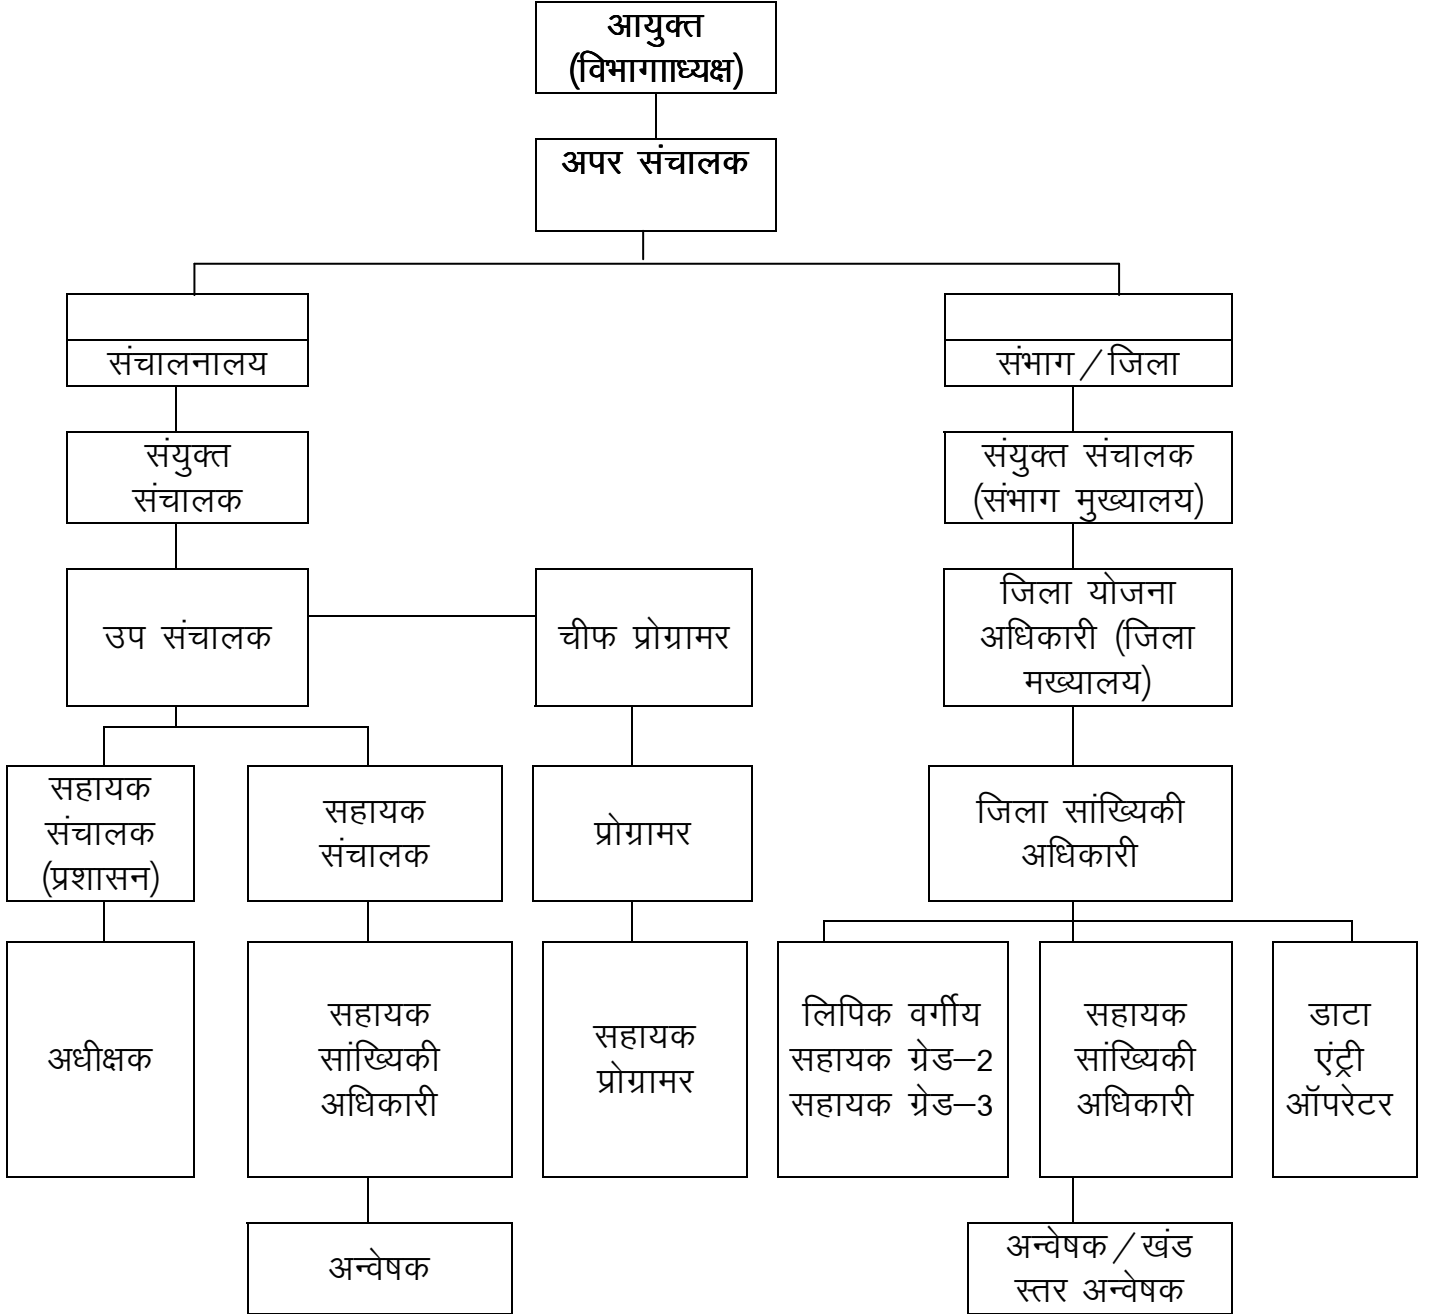 आयुक्त
(विभागााध्यक्ष)
अपर संचालक
संचालनालय
संभाग/जिला
संयुक्त
संचालक
संयुक्त संचालक
(संभाग मुख्यालय)
उप संचालक
चीफ प्रोग्रामर
जिला योजना
अधिकारी (जिला
मख्यालय)
सहायक
संचालक
(प्रशासन)
सहायक
संचालक
प्रोग्रामर
जिला सांख्यिकी
अधिकारी
अधीक्षक
सहायक
सांख्यिकी
अधिकारी
सहायक
प्रोग्रामर
लिपिक वर्गीय
सहायक ग्रेड–2
सहायक ग्रेड–3
सहायक
सांख्यिकी
अधिकारी
डाटा
एंट्री
ऑपरेटर
अन्वेषक
अन्वेषक/खंड
स्तर अन्वेषक